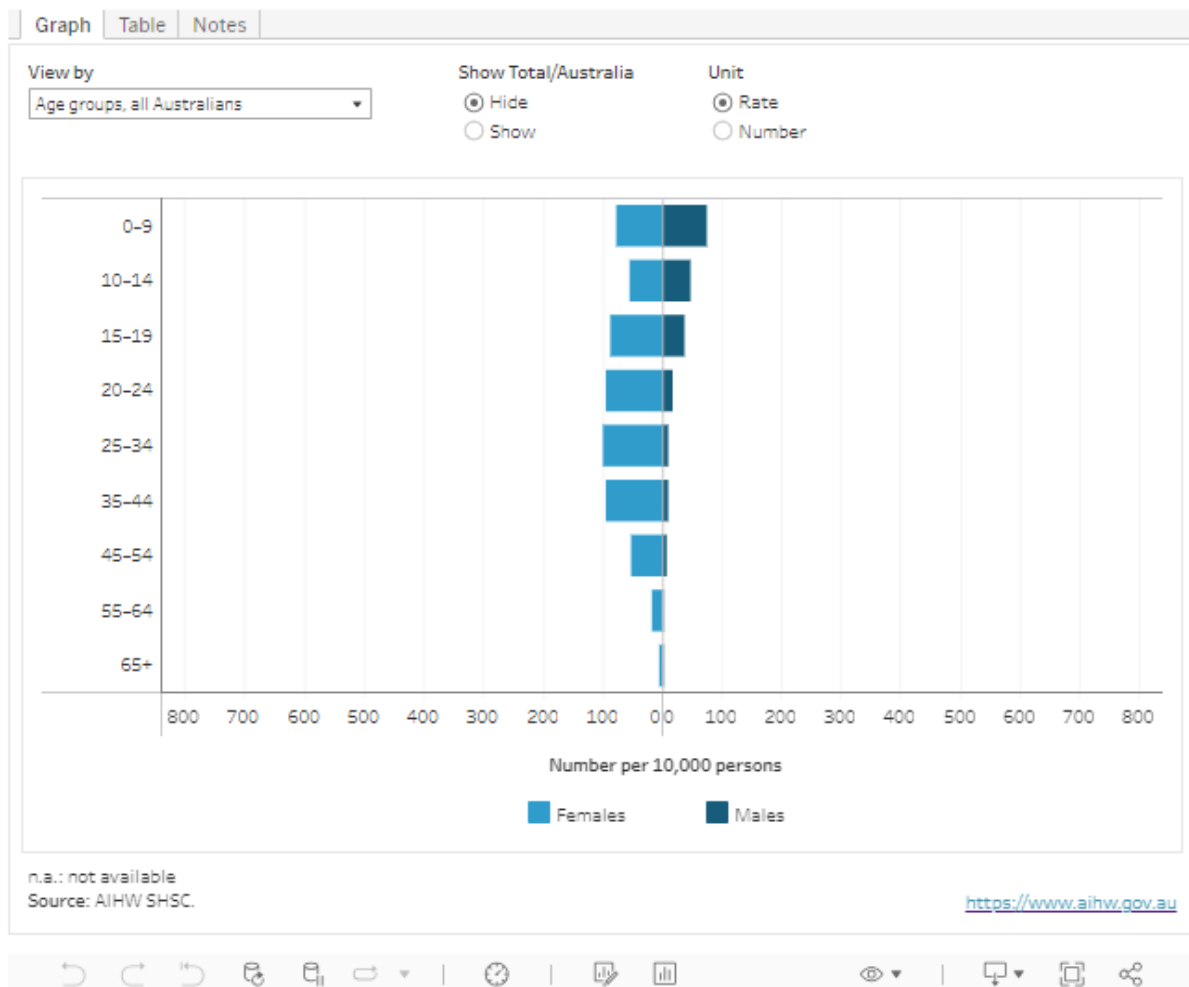 Graph Table Notes
View by
Age groups, all Australians
Show Total/Australia
Hide
Show
Unit
Rate
Number
0–9
10–14
15–19
20–24
25–34
35–44
45–54
55–64
65+
800 700 600 500 400 300 200 100 0 0 100 200 300 400 500 600 700 800
Number per 10,000 persons
Females Males
n.a.: not available
Source: AIHW SHSC.
https://www.aihw.gov.au